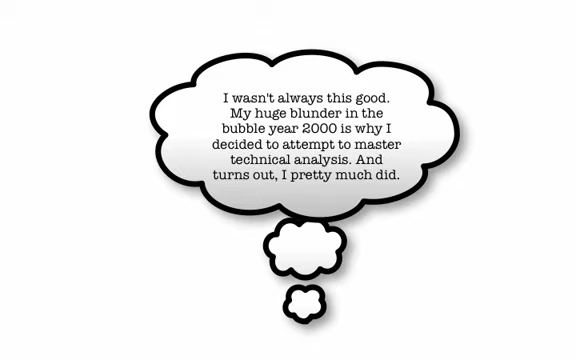 I wasn't always this good.
My huge blunder in the
bubble year 2000 is why I
decided to attempt to master
technical analysis. And
turns out, I pretty much did.